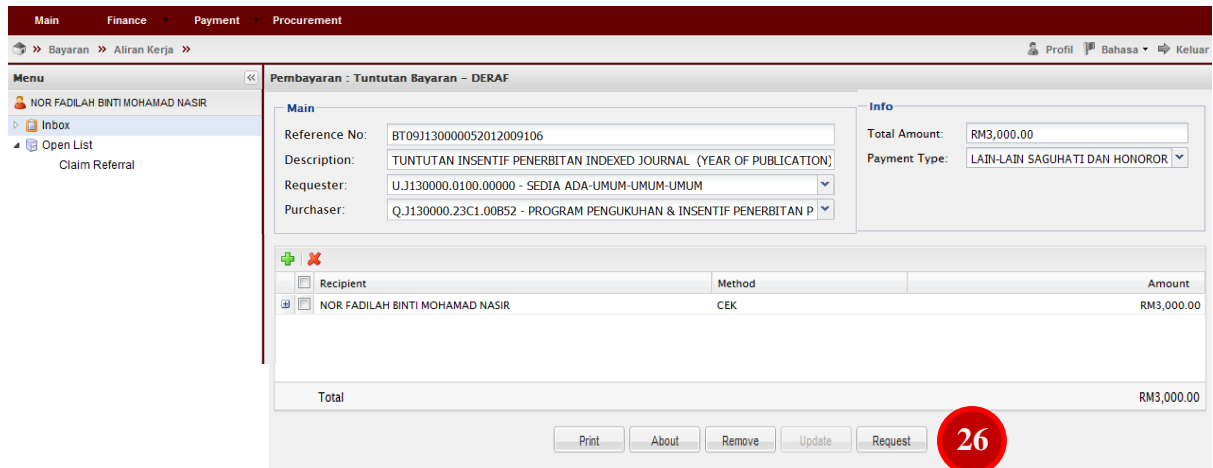 Main Finance Payment Procurement
» Bayaran » Aliran Kerja » Profil Bahasa Keluar
Menu «
NOR FADILAH BINTI MOHAMAD NASIR
Inbox
Open List
Claim Referral
Pembayaran : Tuntutan Bayaran – DERAF
Main
Reference No: BT09J130000052012009106
Description: TUNTUTAN INSENTIF PENERBITAN INDEXED JOURNAL (YEAR OF PUBLICATION)
Requester: U.J130000.0100.00000 - SEDIA ADA-UMUM-UMUM-UMUM
Purchaser: Q.J130000.23C1.00B52 - PROGRAM PENGUKUHAN & INSENTIF PENERBITAN P
Info
Total Amount: RM3,000.00
Payment Type: LAIN-LAIN SAGUHATI DAN HONOROR
Recipient Method Amount
NOR FADILAH BINTI MOHAMAD NASIR CEK RM3,000.00
Total RM3,000.00
Print About Remove Update Request 26